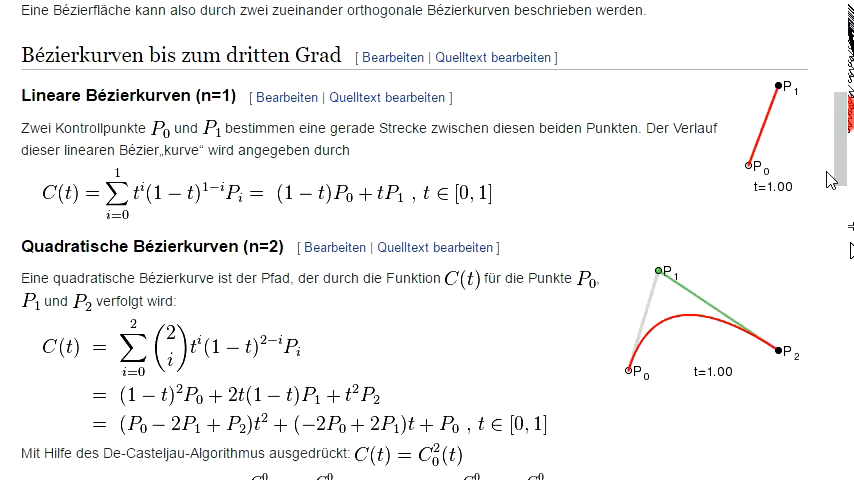 Eine Bézierfläche kann also durch zwei zueinander orthogonale Bézierkurven beschrieben werden.
Bézierkurven bis zum dritten Grad [ Bearbeiten | Quelltext bearbeiten ]
Lineare Bézierkurven (n=1) [ Bearbeiten | Quelltext bearbeiten ]
Zwei Kontrollpunkte P₀ und P₁ bestimmen eine gerade Strecke zwischen diesen beiden Punkten. Der Verlauf
dieser linearen Bézier„kurve“ wird angegeben durch
C(t) = ∑_{i=0}^{1} t^i(1 − t)^{1−i}P_i = (1 − t)P₀ + tP₁ , t ∈ [0, 1]
P₁
P₀
t=1.00
Quadratische Bézierkurven (n=2) [ Bearbeiten | Quelltext bearbeiten ]
Eine quadratische Bézierkurve ist der Pfad, der durch die Funktion C(t) für die Punkte P₀,
P₁ und P₂ verfolgt wird:
C(t) = ∑_{i=0}^{2} (2 i) t^i(1 − t)^{2−i}P_i
= (1 − t)²P₀ + 2t(1 − t)P₁ + t²P₂
= (P₀ − 2P₁ + P₂)t² + (−2P₀ + 2P₁)t + P₀ , t ∈ [0, 1]
P₁
P₂
P₀
t=1.00
Mit Hilfe des De-Casteljau-Algorithmus ausgedrückt: C(t) = C₀²(t)